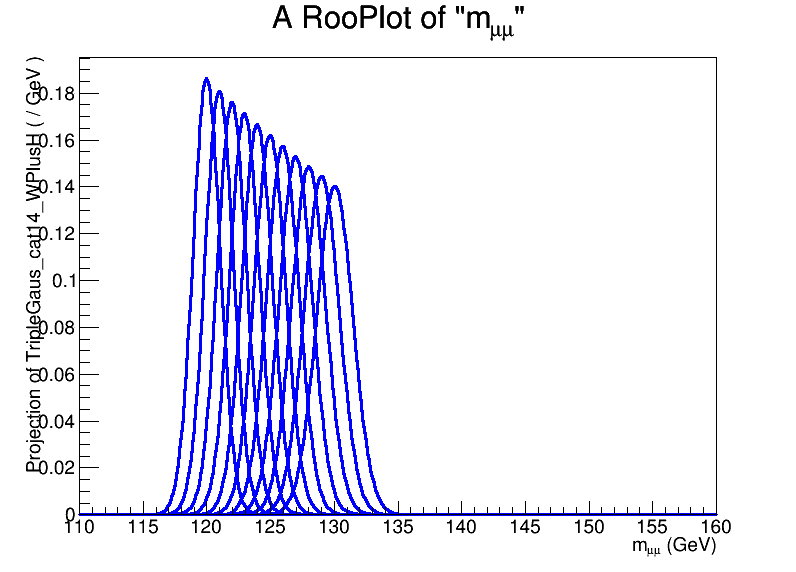 A RooPlot of "mμμ"
Projection of TripleGaus_cat14_WPlusH ( / GeV )
0.18
0.16
0.14
0.12
0.1
0.08
0.06
0.04
0.02
0
110 115 120 125 130 135 140 145 150 155 160
mμμ (GeV)